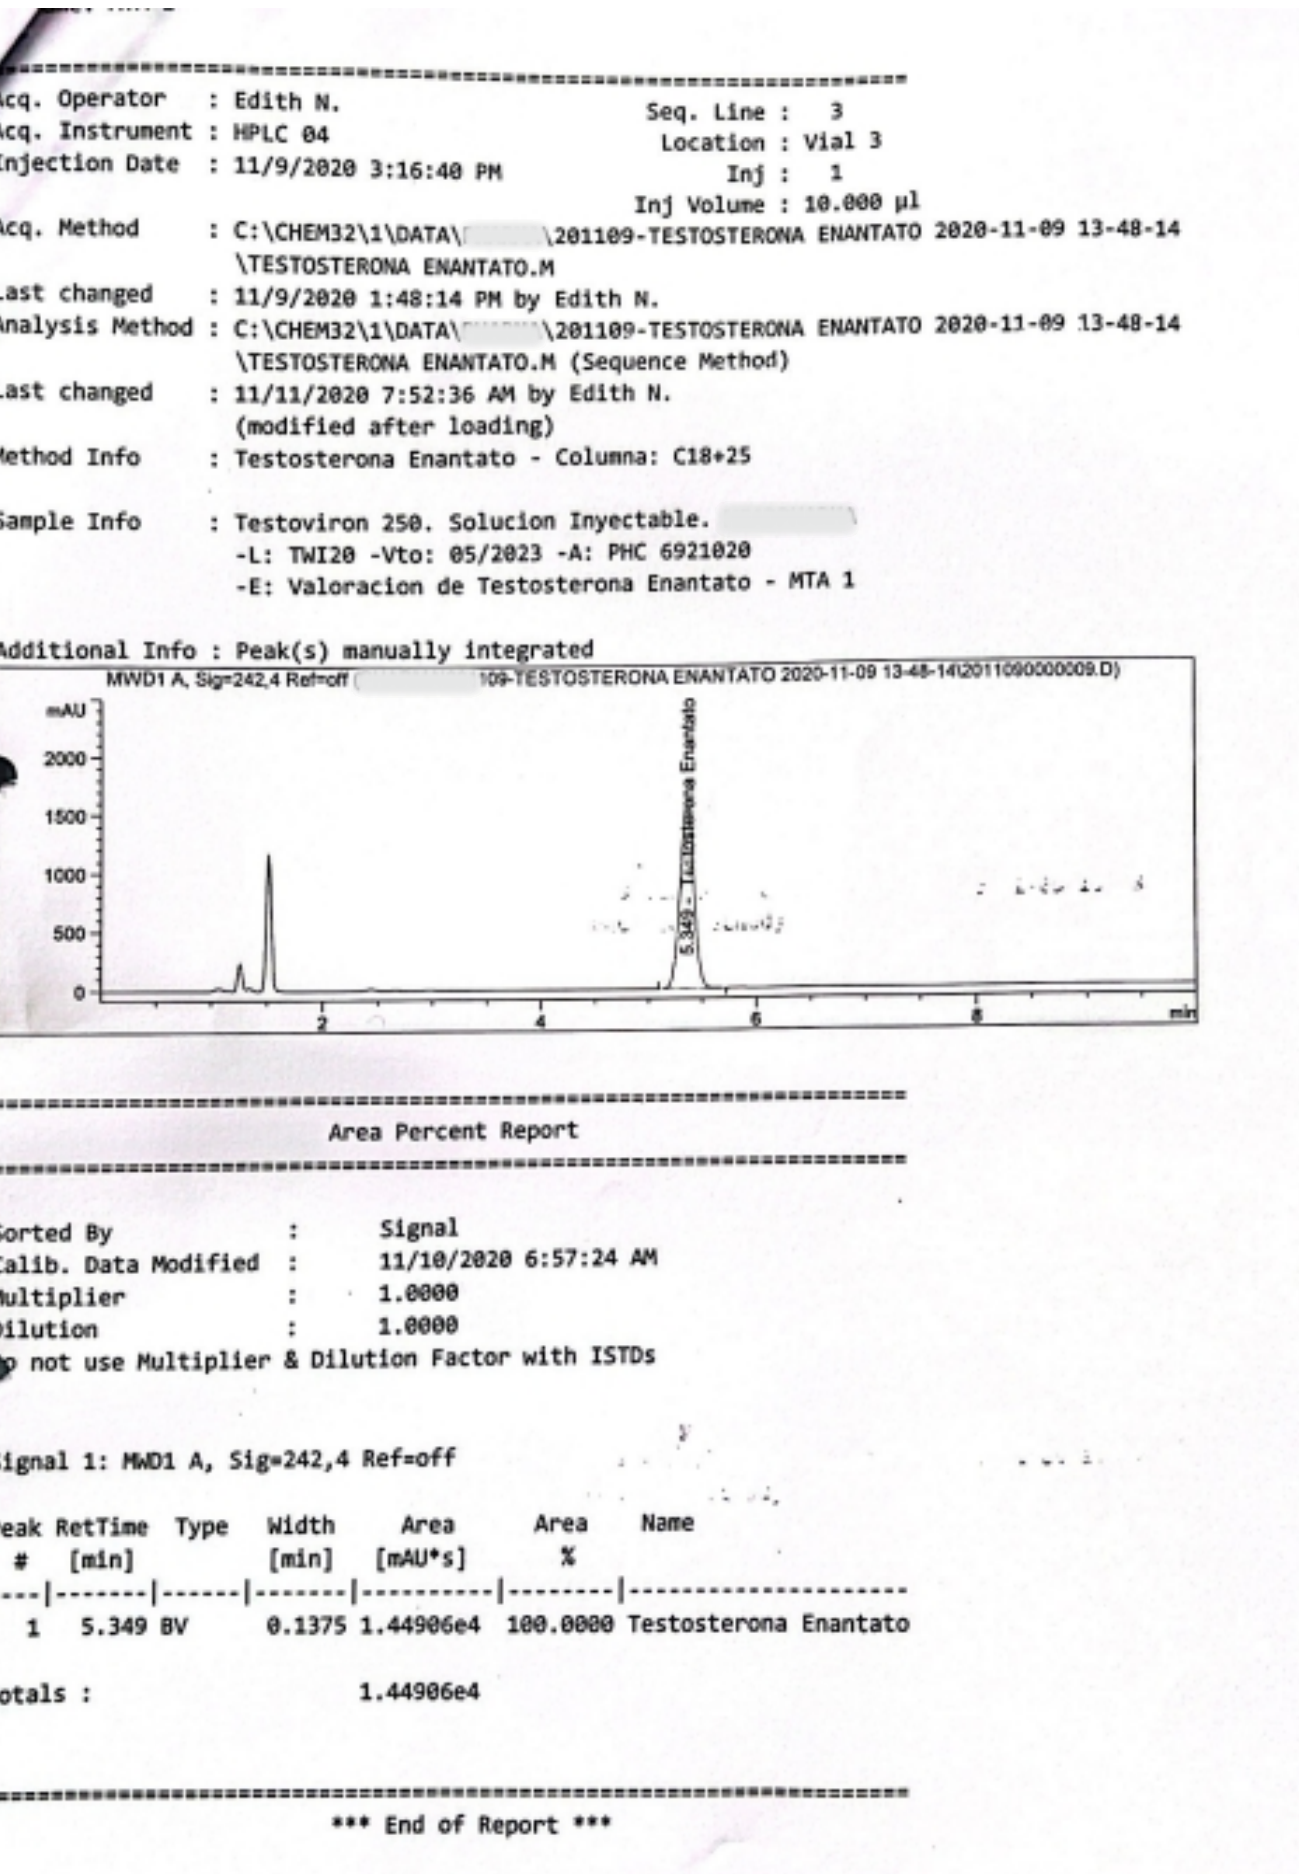 ==========================================================================
Acq. Operator : Edith N. Seq. Line : 3
Acq. Instrument : HPLC 04 Location : Vial 3
Injection Date : 11/9/2020 3:16:40 PM Inj : 1
Inj Volume : 10.000 µl
Acq. Method : C:\CHEM32\1\DATA\ \201109-TESTOSTERONA ENANTATO 2020-11-09 13-48-14
\TESTOSTERONA ENANTATO.M
Last changed : 11/9/2020 1:48:14 PM by Edith N.
Analysis Method : C:\CHEM32\1\DATA\ \201109-TESTOSTERONA ENANTATO 2020-11-09 13-48-14
\TESTOSTERONA ENANTATO.M (Sequence Method)
Last changed : 11/11/2020 7:52:36 AM by Edith N.
(modified after loading)
Method Info : Testosterona Enantato - Columna: C18+25
Sample Info : Testoviron 250. Solucion Inyectable.
-L: TWI20 -Vto: 05/2023 -A: PHC 6921020
-E: Valoracion de Testosterona Enantato - MTA 1
Additional Info : Peak(s) manually integrated
MWD1 A, Sig=242,4 Ref=off ( 109-TESTOSTERONA ENANTATO 2020-11-09 13-48-14\2011090000009.D)
mAU
2000
1500
1000
500
0
5.349 - Testosterona Enantato
2 4 6 8 min
==========================================================================
Area Percent Report
==========================================================================
Sorted By : Signal
Calib. Data Modified : 11/10/2020 6:57:24 AM
Multiplier : 1.0000
Dilution : 1.0000
Do not use Multiplier & Dilution Factor with ISTDs
Signal 1: MWD1 A, Sig=242,4 Ref=off
Peak RetTime Type Width Area Area Name
# [min] [min] [mAU*s] %
----|-------|------|-------|----------|--------|---------------------
1 5.349 BV 0.1375 1.44906e4 100.0000 Testosterona Enantato
Totals : 1.44906e4
==========================================================================
*** End of Report ***